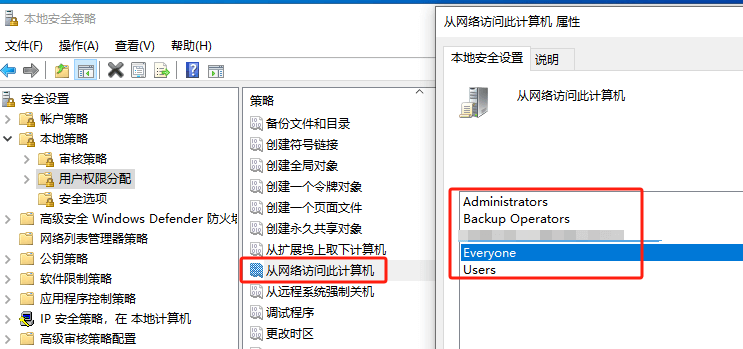 本地安全策略
文件(F) 操作(A) 查看(V) 帮助(H)
安全设置
帐户策略
本地策略
审核策略
用户权限分配
安全选项
高级安全 Windows Defender 防火墙
网络列表管理器策略
公钥策略
软件限制策略
应用程序控制策略
IP 安全策略，在 本地计算机
高级审核策略配置
策略
备份文件和目录
创建符号链接
创建全局对象
创建一个令牌对象
创建一个页面文件
创建永久共享对象
从扩展坞上取下计算机
从网络访问此计算机
从远程系统强制关机
调试程序
更改时区
从网络访问此计算机 属性
本地安全设置 说明
从网络访问此计算机
Administrators
Backup Operators
Everyone
Users